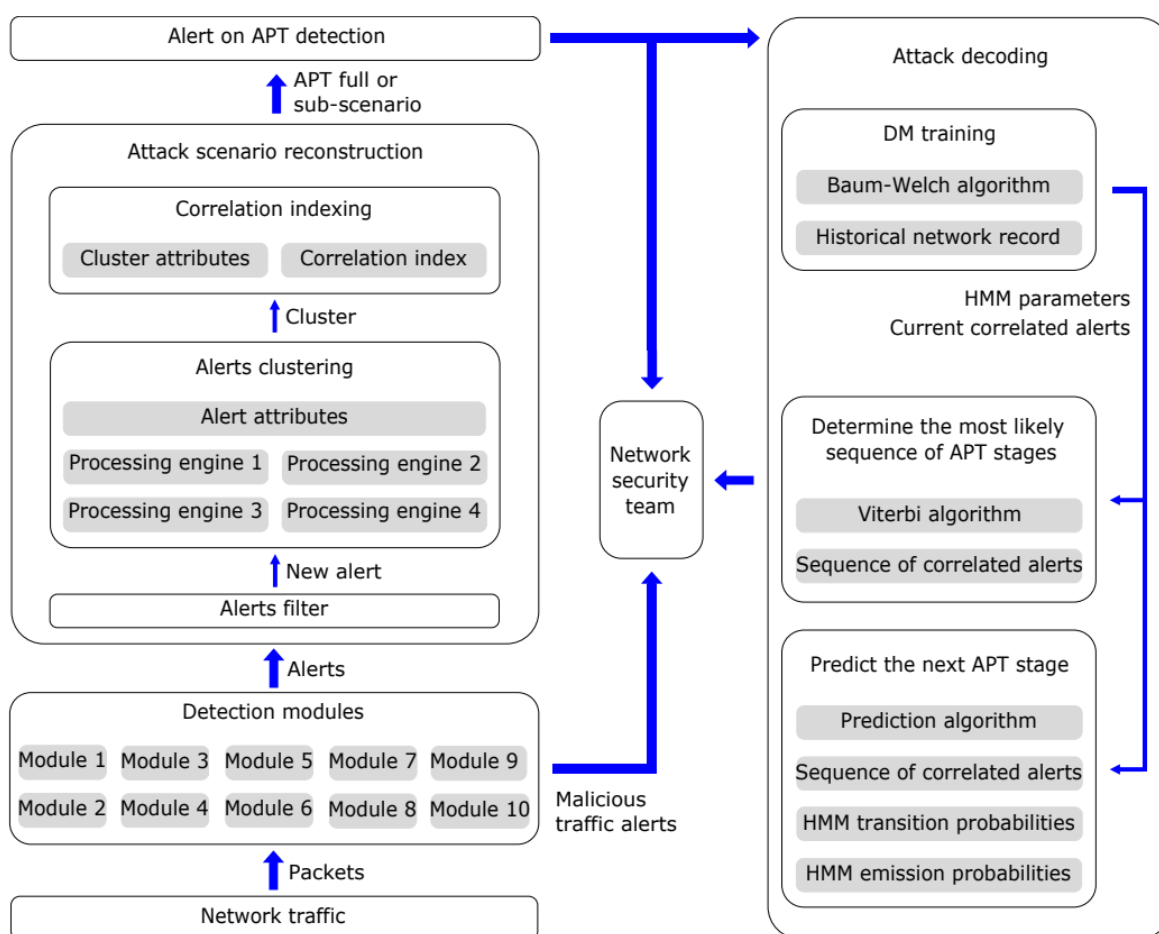 Alert on APT detection
APT full or
sub-scenario
Attack scenario reconstruction
Correlation indexing
Cluster attributes
Correlation index
Cluster
Alerts clustering
Alert attributes
Processing engine 1
Processing engine 2
Processing engine 3
Processing engine 4
New alert
Alerts filter
Alerts
Detection modules
Module 1
Module 3
Module 5
Module 7
Module 9
Module 2
Module 4
Module 6
Module 8
Module 10
Packets
Network traffic
Malicious
traffic alerts
Network
security
team
Attack decoding
DM training
Baum-Welch algorithm
Historical network record
HMM parameters
Current correlated alerts
Determine the most likely
sequence of APT stages
Viterbi algorithm
Sequence of correlated alerts
Predict the next APT stage
Prediction algorithm
Sequence of correlated alerts
HMM transition probabilities
HMM emission probabilities